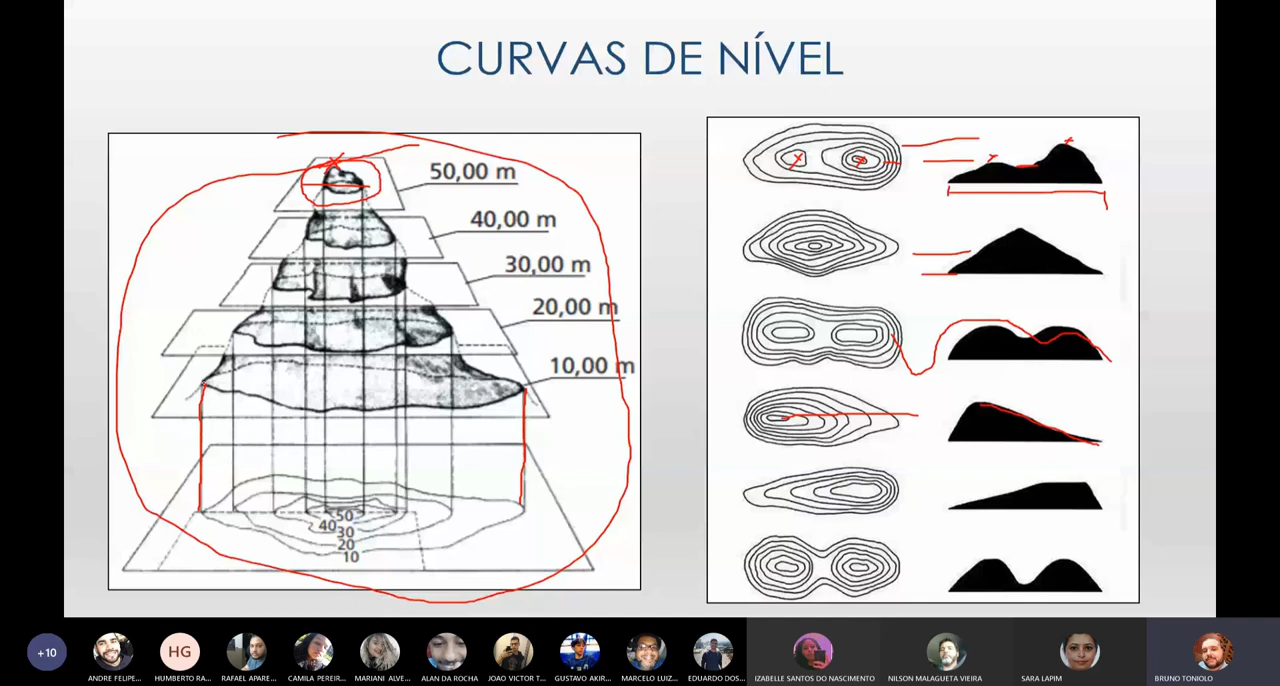 CURVAS DE NÍVEL
50,00 m
40,00 m
30,00 m
20,00 m
10,00 m
50
40
30
20
10
+10
HG
ANDRE FELIPE...
HUMBERTO RA...
RAFAEL APARE...
CAMILA PEREIR...
MARIANI ALVE...
ALAN DA ROCHA
JOAO VICTOR T...
GUSTAVO AKIR...
MARCELO LUIZ...
EDUARDO DOS...
IZABELLE SANTOS DO NASCIMENTO
NILSON MALAGUETA VIEIRA
SARA LAPIM
BRUNO TONIOLO